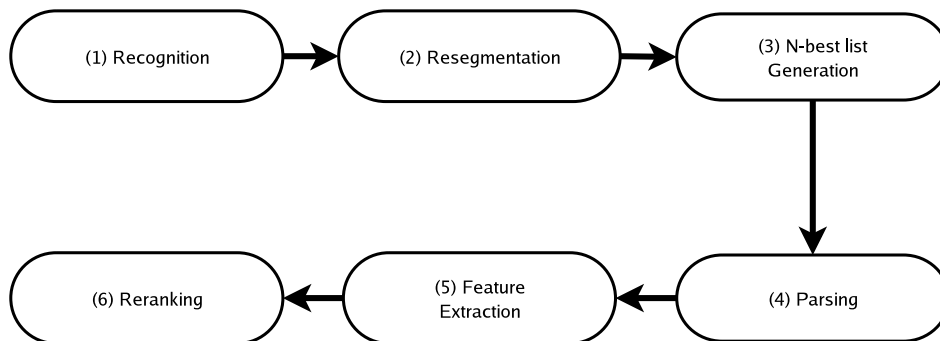 (1) Recognition
(2) Resegmentation
(3) N-best list
Generation
(4) Parsing
(5) Feature
Extraction
(6) Reranking